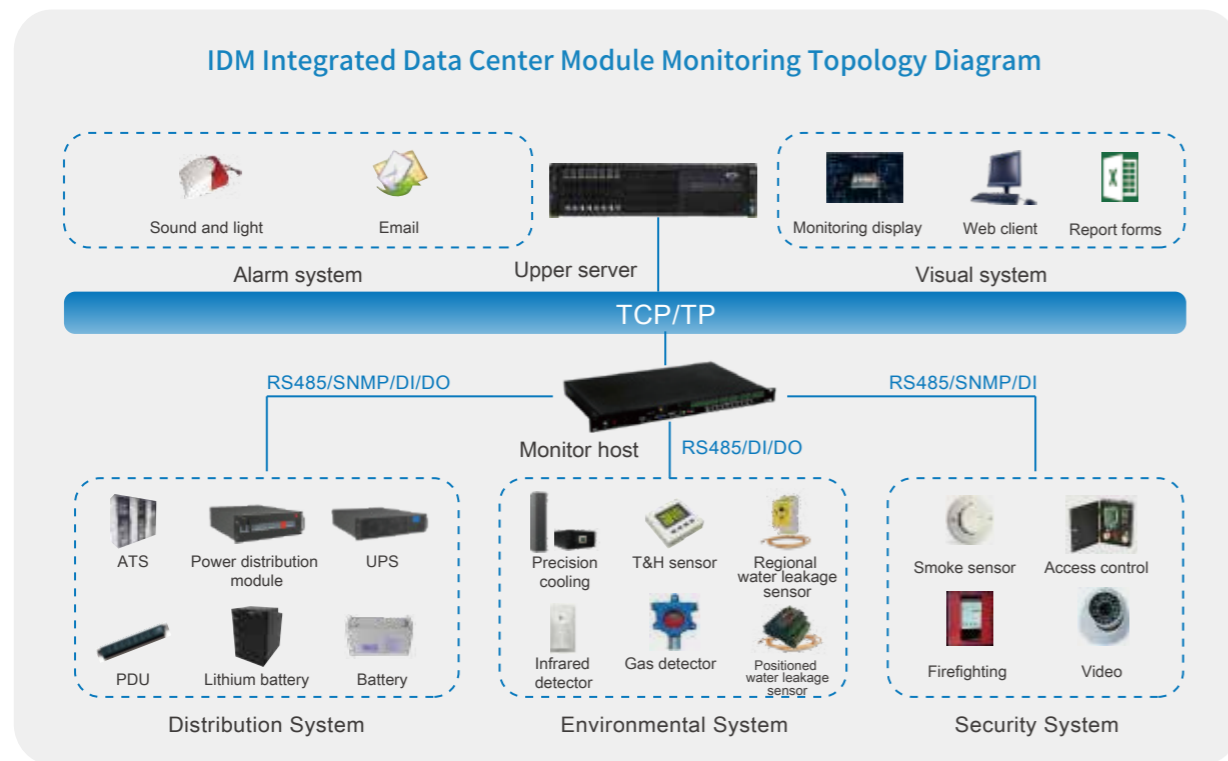 IDM Integrated Data Center Module Monitoring Topology Diagram
Sound and light
Email
Alarm system
Upper server
Monitoring display
Web client
Report forms
Visual system
TCP/TP
RS485/SNMP/DI/DO
RS485/SNMP/DI
Monitor host
RS485/DI/DO
ATS
Power distribution
module
UPS
PDU
Lithium battery
Battery
Distribution System
Precision
cooling
T&H sensor
Regional
water leakage
sensor
Infrared
detector
Gas detector
Positioned
water leakage
sensor
Environmental System
Smoke sensor
Access control
Firefighting
Video
Security System